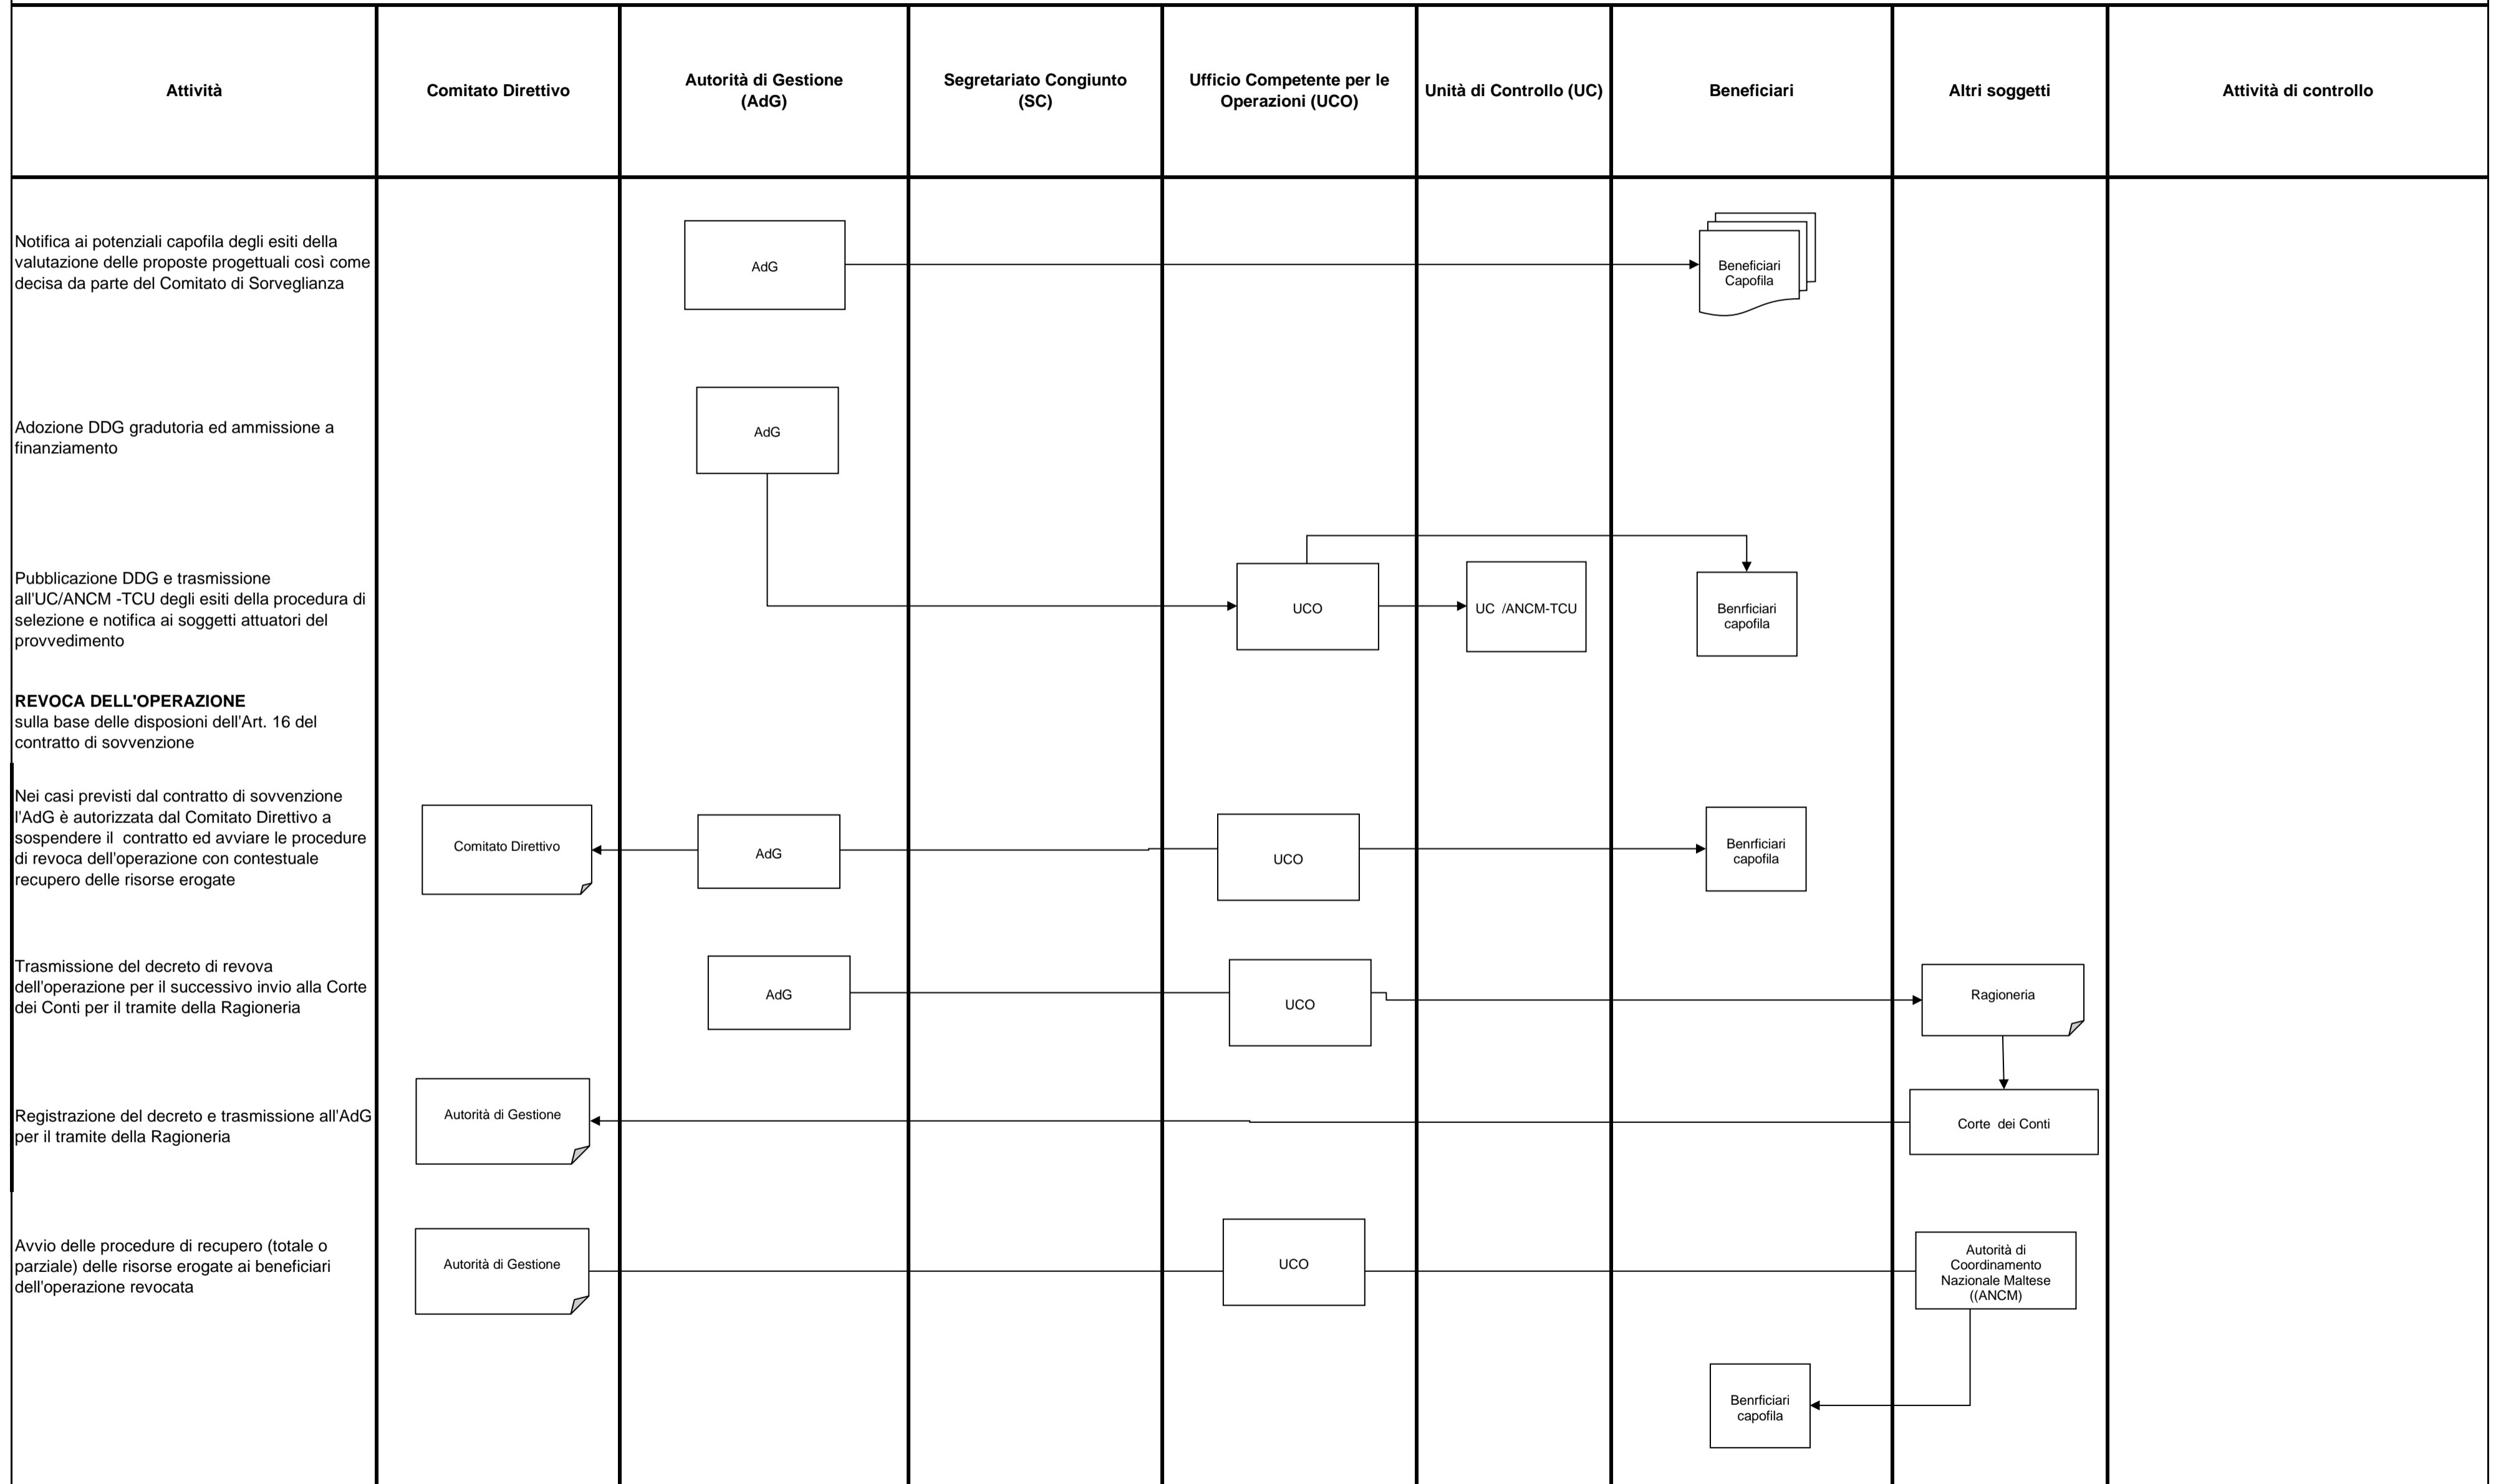 Attività
Comitato Direttivo
Autorità di Gestione
(AdG)
Segretariato Congiunto
(SC)
Ufficio Competente per le
Operazioni (UCO)
Unità di Controllo (UC)
Beneficiari
Altri soggetti
Attività di controllo
Notifica ai potenziali capofila degli esiti della
valutazione delle proposte progettuali così come
decisa da parte del Comitato di Sorveglianza
AdG
Beneficiari
Capofila
Adozione DDG gradutoria ed ammissione a
finanziamento
AdG
Pubblicazione DDG e trasmissione
all'UC/ANCM -TCU degli esiti della procedura di
selezione e notifica ai soggetti attuatori del
provvedimento
UCO
UC  /ANCM-TCU
Benrficiari
capofila
REVOCA DELL'OPERAZIONE
sulla base delle disposioni dell'Art. 16 del
contratto di sovvenzione
Nei casi previsti dal contratto di sovvenzione
l'AdG è autorizzata dal Comitato Direttivo a
sospendere il  contratto ed avviare le procedure
di revoca dell'operazione con contestuale
recupero delle risorse erogate
Comitato Direttivo
AdG
UCO
Benrficiari
capofila
Trasmissione del decreto di revova
dell'operazione per il successivo invio alla Corte
dei Conti per il tramite della Ragioneria
AdG
UCO
Ragioneria
Registrazione del decreto e trasmissione all'AdG
per il tramite della Ragioneria
Autorità di Gestione
Corte  dei Conti
Avvio delle procedure di recupero (totale o
parziale) delle risorse erogate ai beneficiari
dell'operazione revocata
Autorità di Gestione
UCO
Autorità di
Coordinamento
Nazionale Maltese
((ANCM)
Benrficiari
capofila